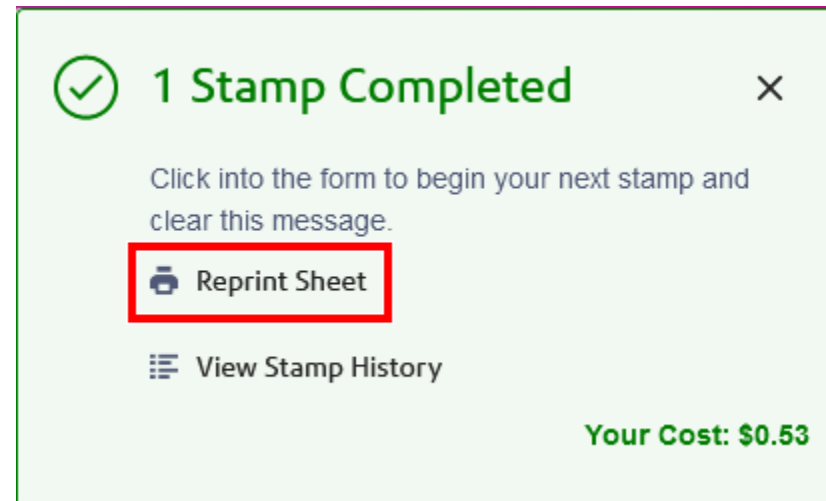 1 Stamp Completed
Click into the form to begin your next stamp and
clear this message.
Reprint Sheet
View Stamp History
Your Cost: $0.53